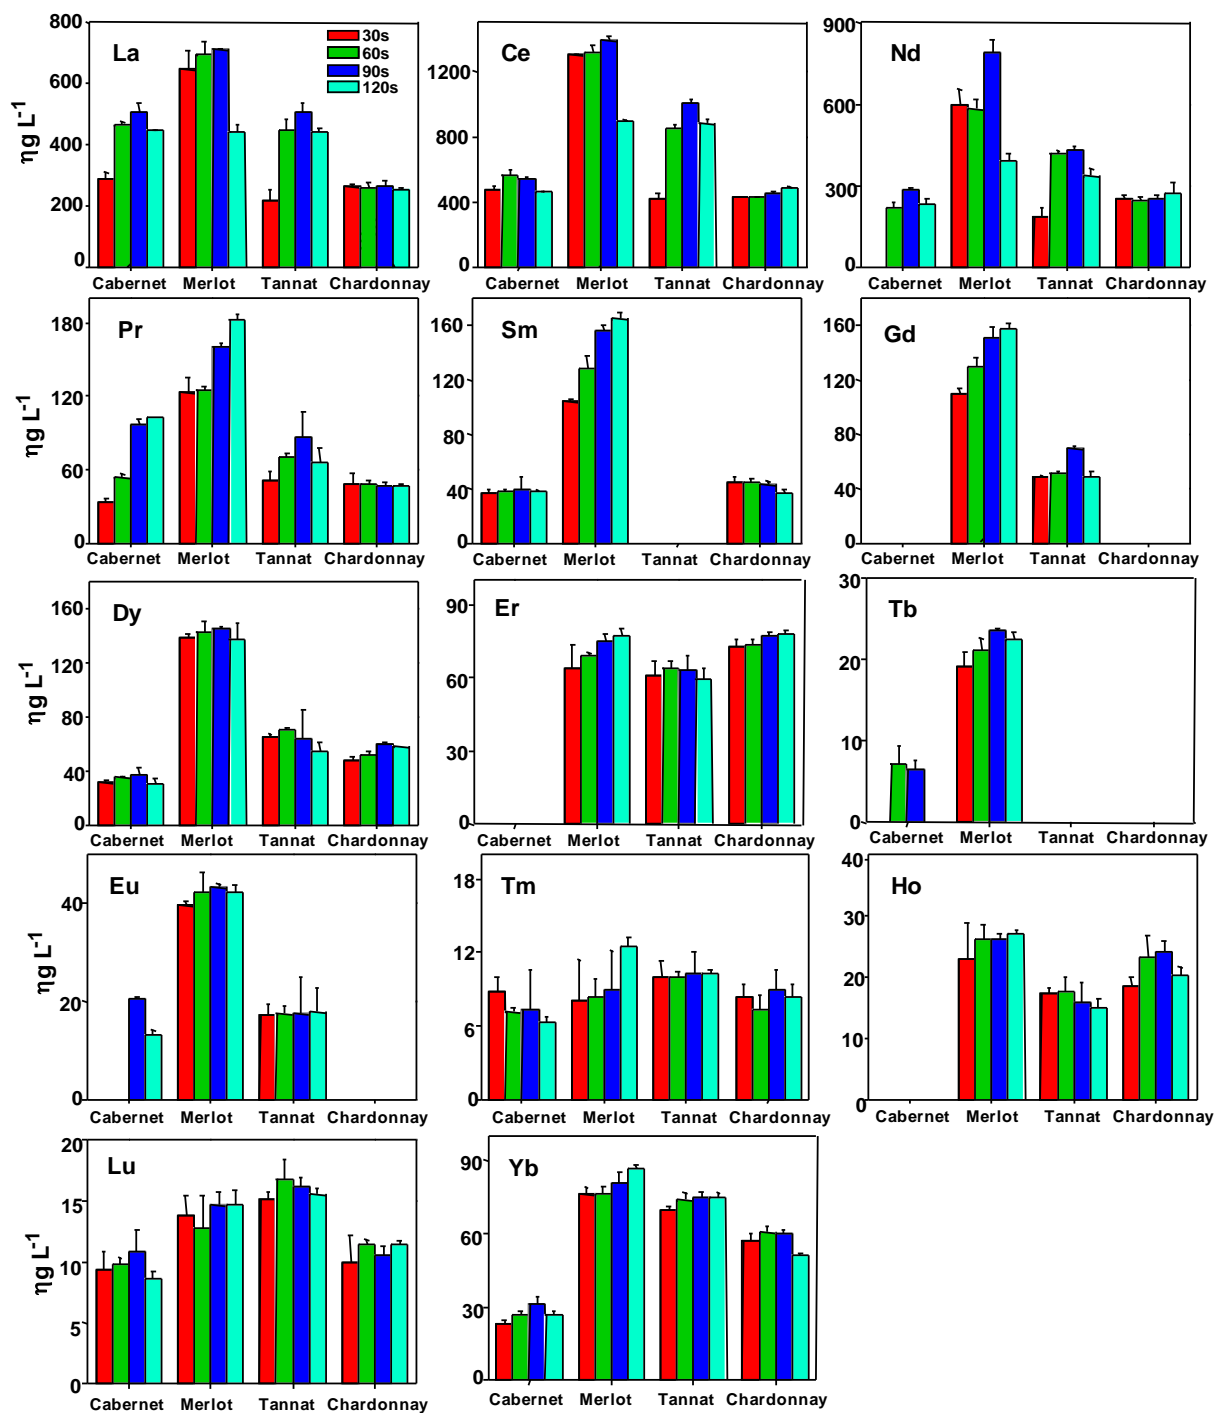 La
30s
60s
90s
120s
800
600
400
200
0
ηg L-1
Cabernet Merlot Tannat Chardonnay
Ce
1200
800
400
0
Cabernet Merlot Tannat Chardonnay
Nd
900
600
300
0
Cabernet Merlot Tannat Chardonnay
Pr
180
120
60
0
ηg L-1
Cabernet Merlot Tannat Chardonnay
Sm
160
120
80
40
0
Cabernet Merlot Tannat Chardonnay
Gd
160
120
80
40
0
Cabernet Merlot Tannat Chardonnay
Dy
160
120
80
40
0
ηg L-1
Cabernet Merlot Tannat Chardonnay
Er
90
60
30
0
Cabernet Merlot Tannat Chardonnay
Tb
30
20
10
0
Cabernet Merlot Tannat Chardonnay
Eu
40
20
0
ηg L-1
Cabernet Merlot Tannat Chardonnay
Tm
18
12
6
0
Cabernet Merlot Tannat Chardonnay
Ho
40
30
20
10
0
Cabernet Merlot Tannat Chardonnay
Lu
20
15
10
5
0
ηg L-1
Cabernet Merlot Tannat Chardonnay
Yb
90
60
30
0
Cabernet Merlot Tannat Chardonnay